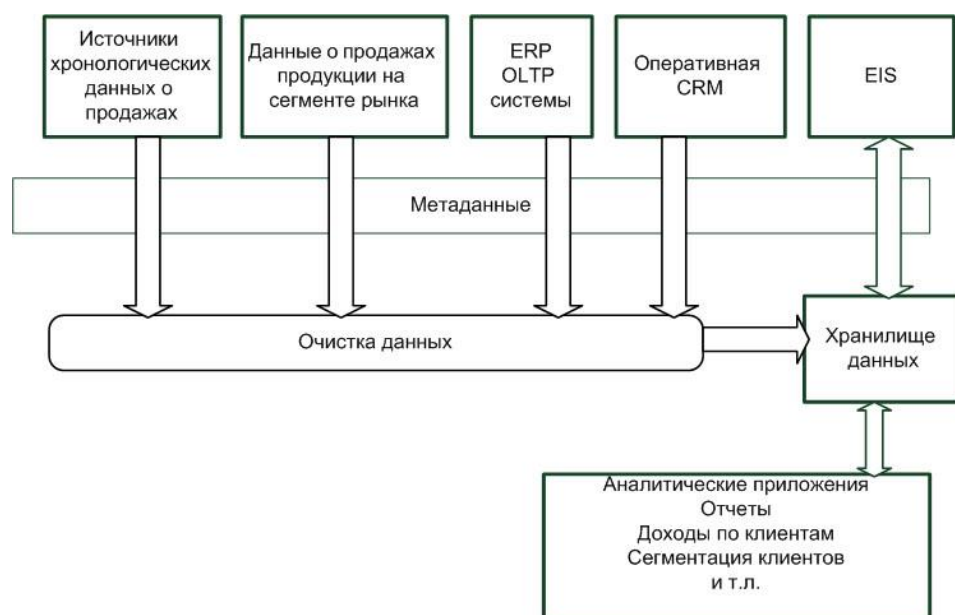 Источники
хронологических
данных о
продажах
Данные о продажах
продукции на
сегменте рынка
ERP
OLTP
системы
Оперативная
CRM
EIS
Метаданные
Очистка данных
Хранилище
данных
Аналитические приложения
Отчеты
Доходы по клиентам
Сегментация клиентов
и т.л.